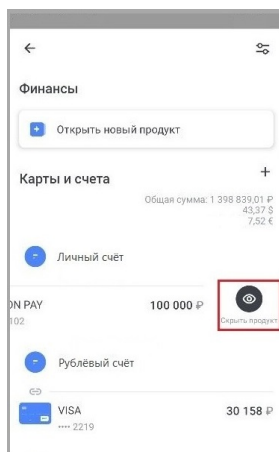 Финансы
Открыть новый продукт
Карты и счета
+
Общая сумма: 1 398 839,01 ₽
43,37 $
7,52 €
Личный счёт
ON PAY
100 000 ₽
102
Скрыть продукт
Рублёвый счёт
VISA
30 158 ₽
•••• 2219